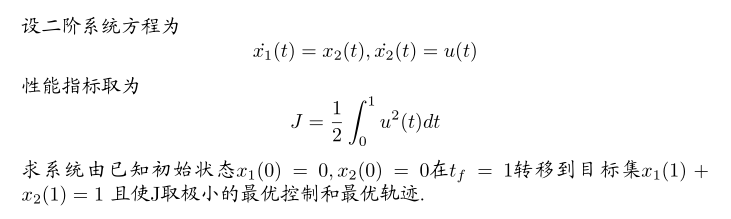 设二阶系统方程为
ẋ₁(t) = x₂(t), ẋ₂(t) = u(t)
性能指标取为
J = \frac{1}{2} ∫₀¹ u²(t)dt
求系统由已知初始状态x₁(0) = 0, x₂(0) = 0在t_f = 1转移到目标集x₁(1) +
x₂(1) = 1 且使J取极小的最优控制和最优轨迹.